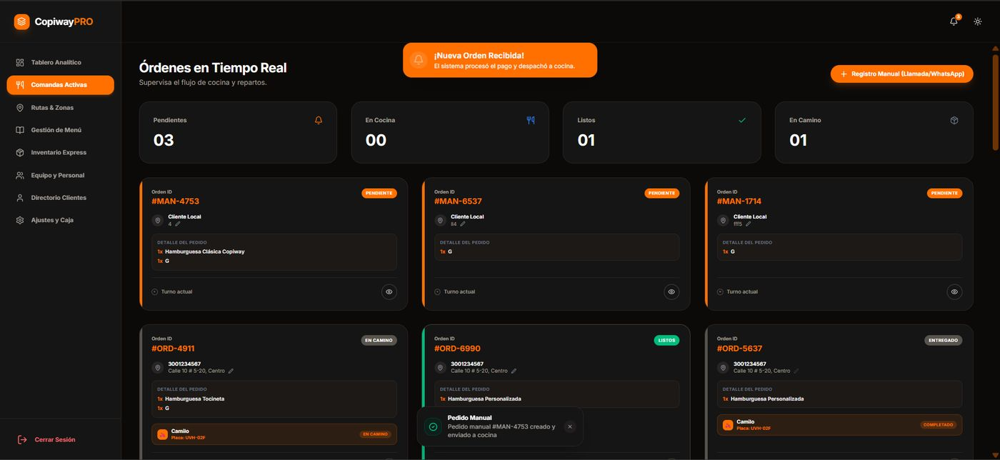 CopiwayPRO
3
Tablero Analítico
Comandas Activas
Rutas & Zonas
Gestión de Menú
Inventario Express
Equipo y Personal
Directorio Clientes
Ajustes y Caja
Cerrar Sesión
¡Nueva Orden Recibida!
El sistema procesó el pago y despachó a cocina.
Órdenes en Tiempo Real
Supervisa el flujo de cocina y repartos.
+ Registro Manual (Llamada/WhatsApp)
Pendientes
03
En Cocina
00
Listos
01
En Camino
01
Orden ID
PENDIENTE
#MAN-4753
Cliente Local
4
DETALLE DEL PEDIDO
1x Hamburguesa Clásica Copiway
1x G
Turno actual
Orden ID
PENDIENTE
#MAN-6537
Cliente Local
ll4
DETALLE DEL PEDIDO
1x G
Turno actual
Orden ID
PENDIENTE
#MAN-1714
Cliente Local
fff5
DETALLE DEL PEDIDO
1x G
Turno actual
Orden ID
EN CAMINO
#ORD-4911
3001234567
Calle 10 # 5-20, Centro
DETALLE DEL PEDIDO
1x Hamburguesa Tocineta
1x G
Camilo
Placa: UVH-02F
EN CAMINO
Orden ID
LISTOS
#ORD-6990
3001234567
Calle 10 # 5-20, Centro
DETALLE DEL PEDIDO
1x Hamburguesa Personalizada
Pedido Manual
Pedido manual #MAN-4753 creado y
enviado a cocina
Orden ID
ENTREGADO
#ORD-5637
3001234567
Calle 10 # 5-20, Centro
DETALLE DEL PEDIDO
1x Hamburguesa Personalizada
Camilo
Placa: UVH-02F
COMPLETADO